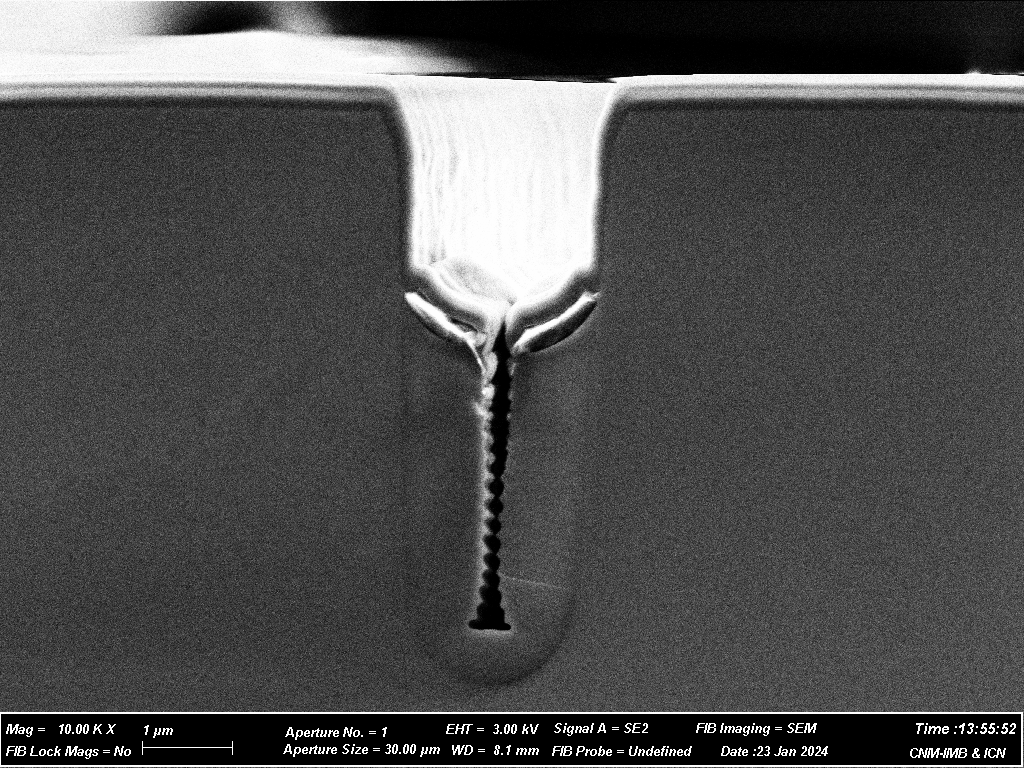 Mag = 10.00 K X 1 µm Aperture No. = 1 EHT = 3.00 kV Signal A = SE2 FIB Imaging = SEM Time :13:55:52
FIB Lock Mags = No Aperture Size = 30.00 µm WD = 8.1 mm FIB Probe = Undefined Date :23 Jan 2024 CNM-IMB & ICN